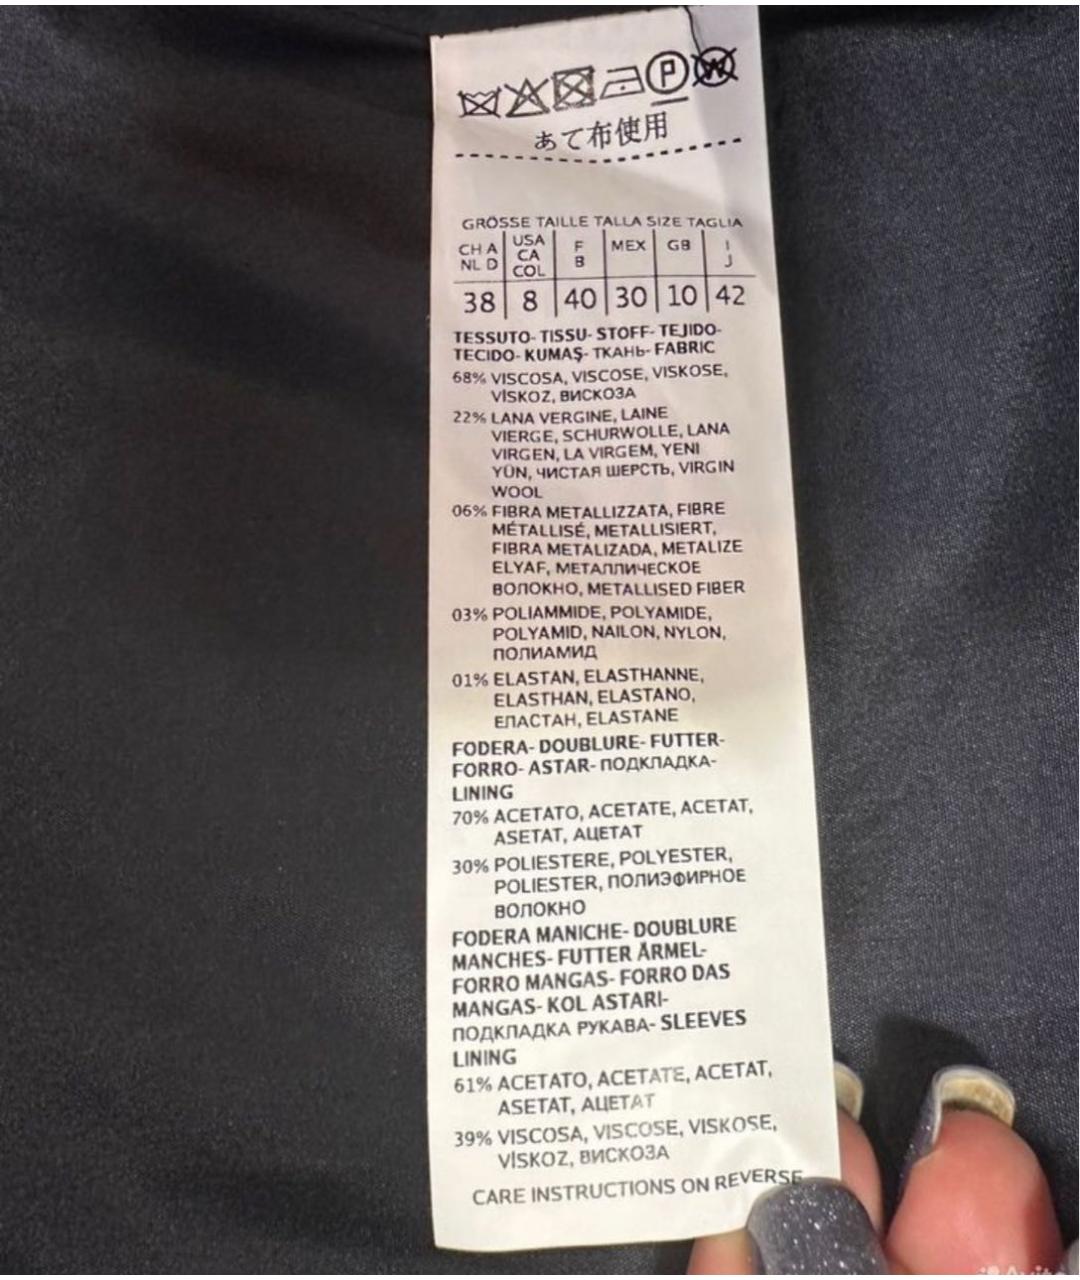 P
W
あて布使用
GRÖSSE TAILLE TALLA SIZE TAGLIA
CH A NL D USA CA COL F B MEX GB I J
38 8 40 30 10 42
TESSUTO- TISSU- STOFF- TEJIDO-
TECIDO- KUMAŞ- ТКАНЬ- FABRIC
68% VISCOSA, VISCOSE, VISKOSE,
VİSKOZ, ВИСКОЗА
22% LANA VERGINE, LAINE
VIERGE, SCHURWOLLE, LANA
VIRGEN, LA VIRGEM, YENI
YÜN, ЧИСТАЯ ШЕРСТЬ, VIRGIN
WOOL
06% FIBRA METALLIZZATA, FIBRE
MÉTALLISÉ, METALLISIERT,
FIBRA METALIZADA, METALIZE
ELYAF, МЕТАЛЛИЧЕСКОЕ
ВОЛОКНО, METALLISED FIBER
03% POLIAMMIDE, POLYAMIDE,
POLYAMID, NAILON, NYLON,
ПОЛИАМИД
01% ELASTAN, ELASTHANNE,
ELASTHAN, ELASTANO,
ЕЛАСТАН, ELASTANE
FODERA- DOUBLURE- FUTTER-
FORRO- ASTAR- ПОДКЛАДКА-
LINING
70% ACETATO, ACETATE, ACETAT,
ASETAT, АЦЕТАТ
30% POLIESTERE, POLYESTER,
POLIESTER, ПОЛИЭФИРНОЕ
ВОЛОКНО
FODERA MANICHE- DOUBLURE
MANCHES- FUTTER ÄRMEL-
FORRO MANGAS- FORRO DAS
MANGAS- KOL ASTARI-
ПОДКЛАДКА РУКАВА- SLEEVES
LINING
61% ACETATO, ACETATE, ACETAT,
ASETAT, АЦЕТАТ
39% VISCOSA, VISCOSE, VISKOSE,
VİSKOZ, ВИСКОЗА
CARE INSTRUCTIONS ON REVERSE
Avito